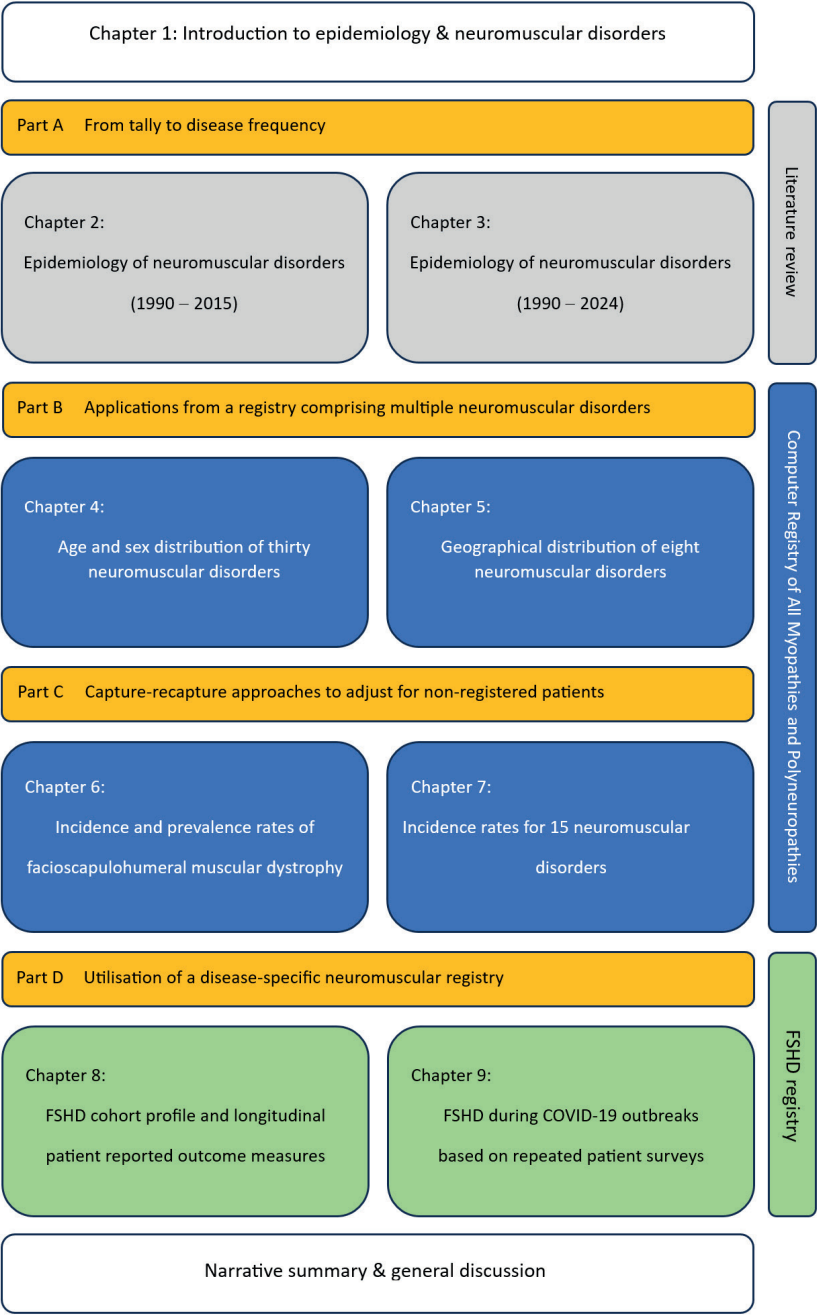 Chapter 1: Introduction to epidemiology & neuromuscular disorders
Part A From tally to disease frequency
Literature review
Chapter 2:
Epidemiology of neuromuscular disorders
(1990 – 2015)
Chapter 3:
Epidemiology of neuromuscular disorders
(1990 – 2024)
Part B Applications from a registry comprising multiple neuromuscular disorders
Computer Registry of All Myopathies and Polyneuropathies
Chapter 4:
Age and sex distribution of thirty
neuromuscular disorders
Chapter 5:
Geographical distribution of eight
neuromuscular disorders
Part C Capture-recapture approaches to adjust for non-registered patients
Chapter 6:
Incidence and prevalence rates of
facioscapulohumeral muscular dystrophy
Chapter 7:
Incidence rates for 15 neuromuscular
disorders
Part D Utilisation of a disease-specific neuromuscular registry
FSHD registry
Chapter 8:
FSHD cohort profile and longitudinal
patient reported outcome measures
Chapter 9:
FSHD during COVID-19 outbreaks
based on repeated patient surveys
Narrative summary & general discussion